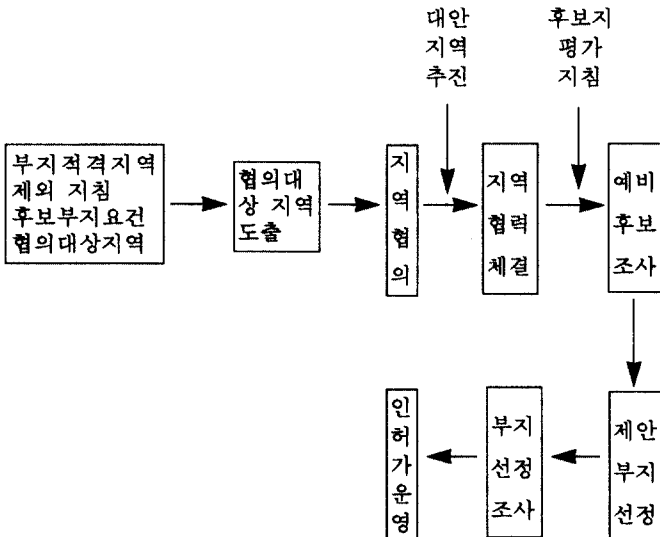 대안
지역
추진
후보지
평가
지침
부지적격지역
제외 지침
후보부지요건
협의대상지역
협의대
상 지역
도출
지
역
협
의
지역
협력
체결
예비
후보
조사
제안
부지
선정
부지
선정
조사
인
허
가
운
영